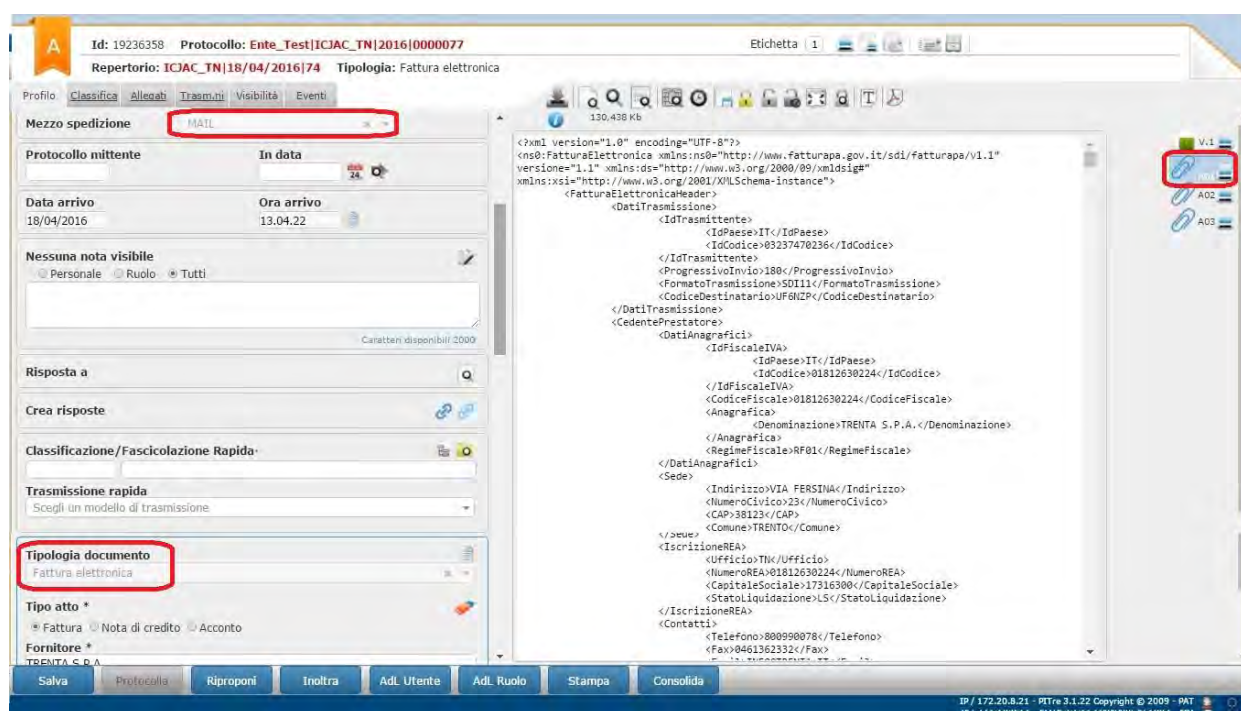 A
Id: 19236358 Protocollo: Ente_Test|ICJAC_TN|2016|0000077
Etichetta 1
Repertorio: ICJAC_TN|18/04/2016|74 Tipologia: Fattura elettronica
Profilo Classifica Allegati Trasm.ni Visibilità Eventi
Mezzo spedizione MAIL
Protocollo mittente In data
24
Data arrivo Ora arrivo
18/04/2016 13.04.22
Nessuna nota visibile
Personale Ruolo Tutti
Caratteri disponibili 2000
Risposta a
Crea risposte
Classificazione/Fascicolazione Rapida
Trasmissione rapida
Scegli un modello di trasmissione
Tipologia documento
Fattura elettronica
Tipo atto *
Fattura Nota di credito Acconto
Fornitore *
TRENTA S.P.A.
130,438 Kb
<?xml version="1.0" encoding="UTF-8"?>
<ns0:FatturaElettronica xmlns:ns0="http://www.fatturapa.gov.it/sdi/fatturapa/v1.1"
versione="1.1" xmlns:ds="http://www.w3.org/2000/09/xmldsig#"
xmlns:xsi="http://www.w3.org/2001/XMLSchema-instance">
<FatturaElettronicaHeader>
<DatiTrasmissione>
<IdTrasmittente>
<IdPaese>IT</IdPaese>
<IdCodice>03237470236</IdCodice>
</IdTrasmittente>
<ProgressivoInvio>180</ProgressivoInvio>
<FormatoTrasmissione>SDI11</FormatoTrasmissione>
<CodiceDestinatario>UF6NZP</CodiceDestinatario>
</DatiTrasmissione>
<CedentePrestatore>
<DatiAnagrafici>
<IdFiscaleIVA>
<IdPaese>IT</IdPaese>
<IdCodice>01812630224</IdCodice>
</IdFiscaleIVA>
<CodiceFiscale>01812630224</CodiceFiscale>
<Anagrafica>
<Denominazione>TRENTA S.P.A.</Denominazione>
</Anagrafica>
<RegimeFiscale>RF01</RegimeFiscale>
</DatiAnagrafici>
<Sede>
<Indirizzo>VIA FERSINA</Indirizzo>
<NumeroCivico>23</NumeroCivico>
<CAP>38123</CAP>
<Comune>TRENTO</Comune>
</Sede>
<IscrizioneREA>
<Ufficio>TN</Ufficio>
<NumeroREA>01812630224</NumeroREA>
<CapitaleSociale>17316300</CapitaleSociale>
<StatoLiquidazione>LS</StatoLiquidazione>
</IscrizioneREA>
<Contatti>
<Telefono>800990078</Telefono>
<Fax>0461362332</Fax>
V.1
A02
A03
Salva Protocolla Riproponi Inoltra AdL Utente AdL Ruolo Stampa Consolida
IP / 172.20.8.21 - PITre 3.1.22 Copyright © 2009 - PAT